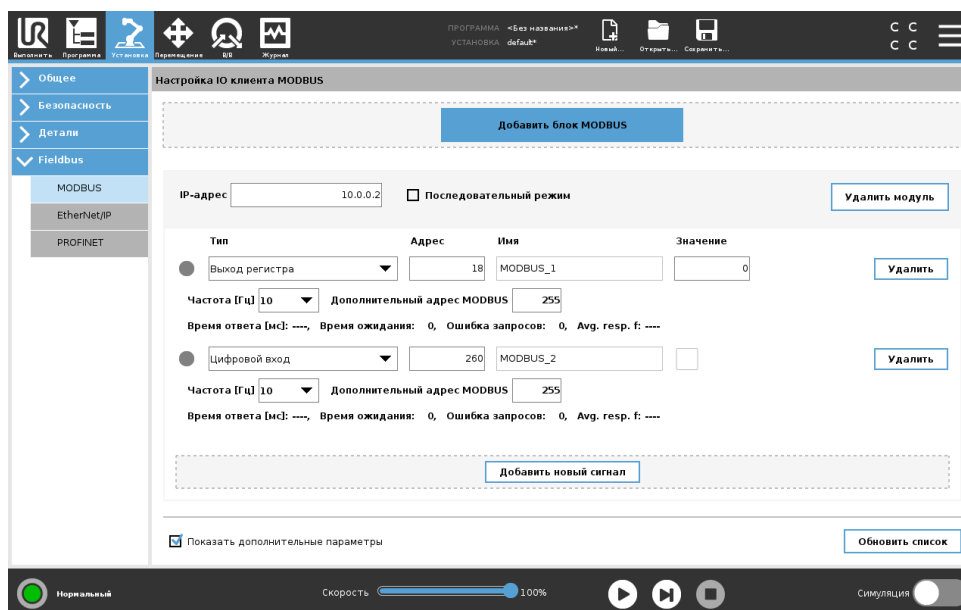 ПРОГРАММА <Без названия>*
УСТАНОВКА default*
UR
Выполнить Программа Установка Перемещение В/В Журнал Новый... Открыть... Сохранить...
C C
C C
Общее
Безопасность
Детали
Fieldbus
MODBUS
EtherNet/IP
PROFINET
Настройка IO клиента MODBUS
Добавить блок MODBUS
IP-адрес 10.0.0.2 Последовательный режим Удалить модуль
Тип Адрес Имя Значение
Выход регистра 18 MODBUS_1 0 Удалить
Частота [Гц] 10 Дополнительный адрес MODBUS 255
Время ответа [мс]: ----, Время ожидания: 0, Ошибка запросов: 0, Avg. resp. f: ----
Цифровой вход 260 MODBUS_2 Удалить
Частота [Гц] 10 Дополнительный адрес MODBUS 255
Время ответа [мс]: ----, Время ожидания: 0, Ошибка запросов: 0, Avg. resp. f: ----
Добавить новый сигнал
Показать дополнительные параметры Обновить список
Нормальный Скорость 100% Симуляция